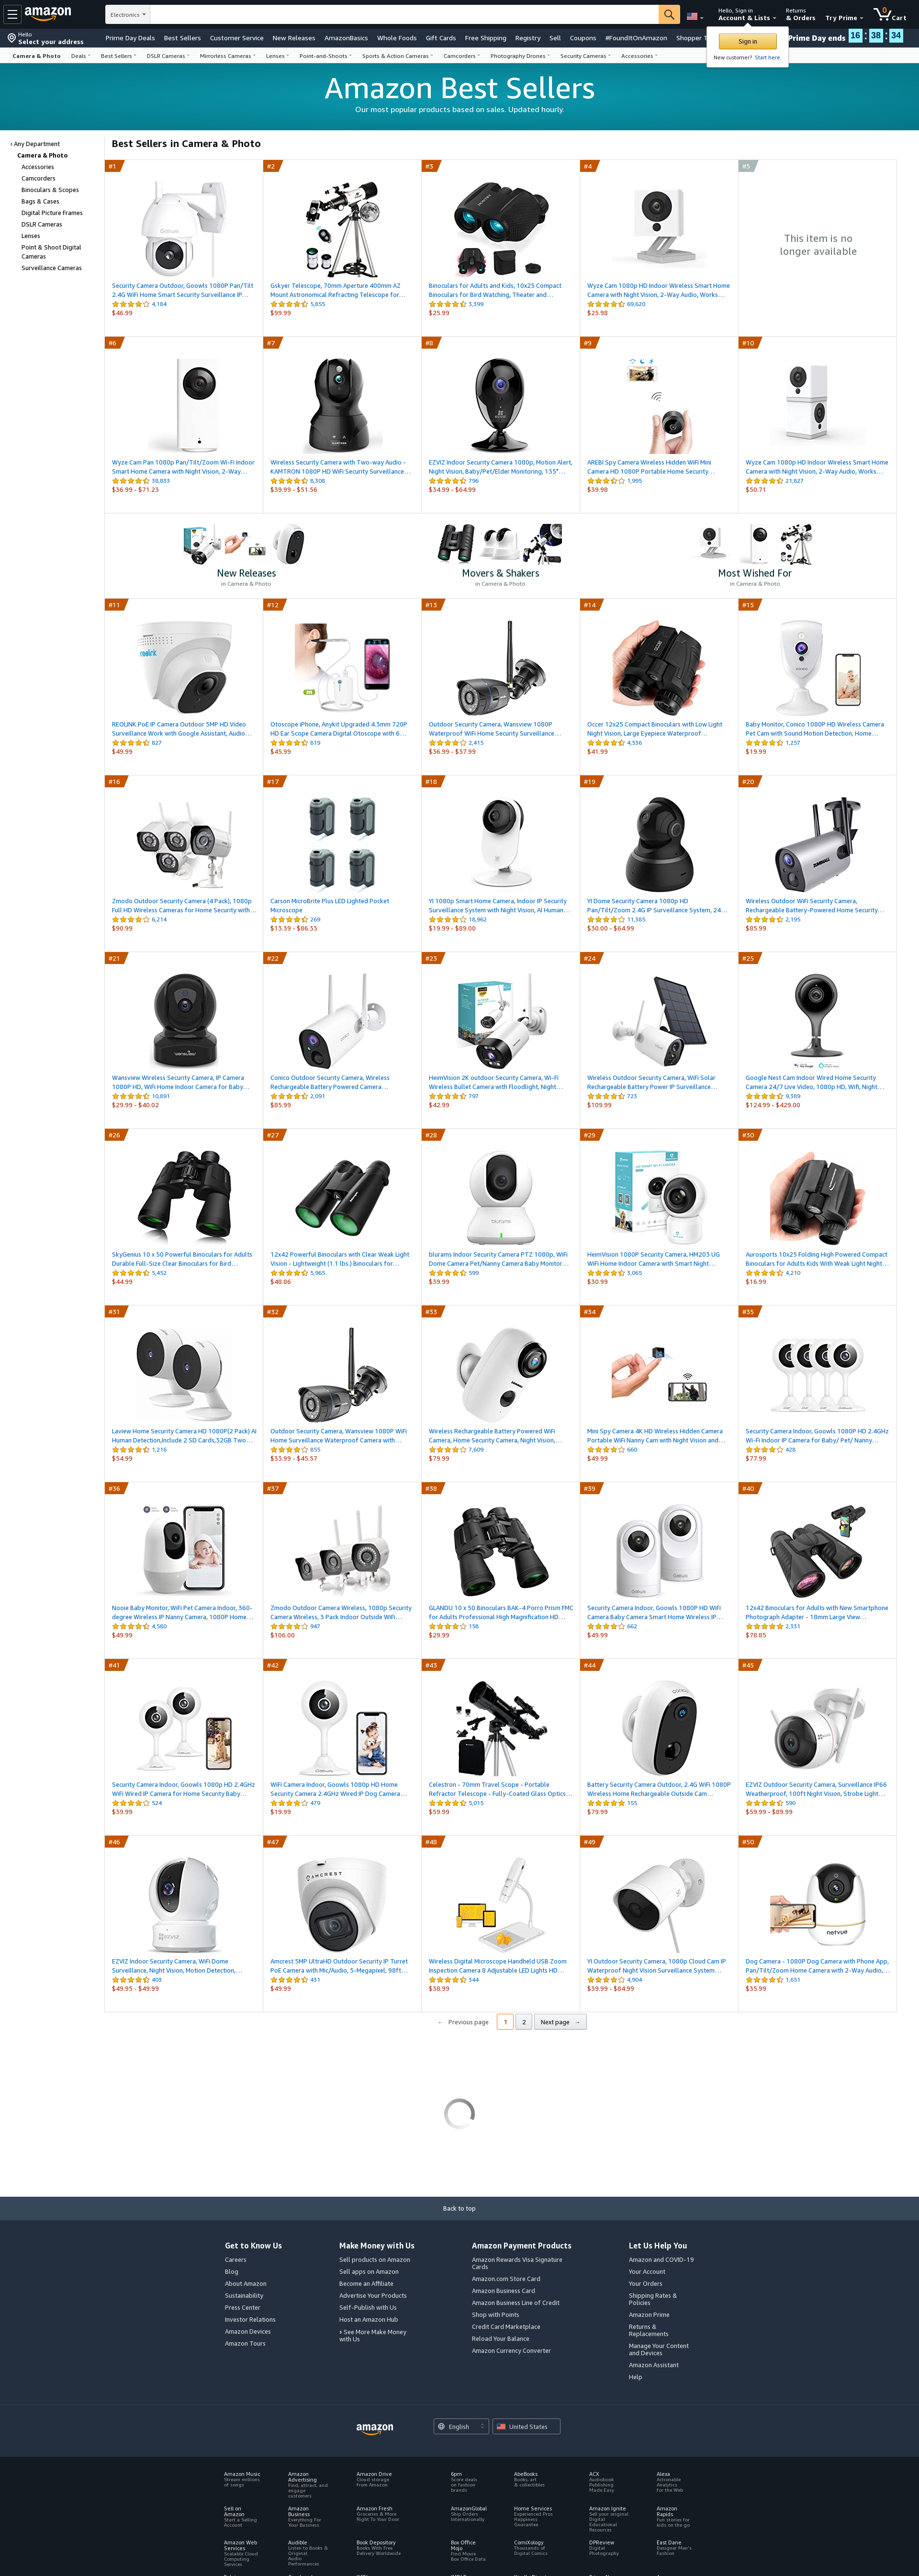 Hello
Select your address
amazon
Electronics
Hello, Sign in
Account & Lists
Returns
& Orders
Try Prime
0
Cart
Prime Day Deals
Best Sellers
Customer Service
New Releases
AmazonBasics
Whole Foods
Gift Cards
Free Shipping
Registry
Sell
Coupons
#FoundItOnAmazon
Shopper T
Prime Day ends 16 : 38 : 34
Sign in
New customer? Start here.
Camera & Photo
Deals
Best Sellers
DSLR Cameras
Mirrorless Cameras
Lenses
Point-and-Shoots
Sports & Action Cameras
Camcorders
Photography Drones
Security Cameras
Accessories
Amazon Best Sellers
Our most popular products based on sales. Updated hourly.
‹ Any Department
Camera & Photo
Accessories
Camcorders
Binoculars & Scopes
Bags & Cases
Digital Picture Frames
DSLR Cameras
Lenses
Point & Shoot Digital
Cameras
Surveillance Cameras
Best Sellers in Camera & Photo
#1
Security Camera Outdoor, Goowls 1080p Pan/Tilt
2.4G WiFi Home Smart Security Surveillance IP…
4,184
$46.99
#2
Gskyer Telescope, 70mm Aperture 400mm AZ
Mount Astronomical Refracting Telescope for…
5,855
$99.99
#3
Binoculars for Adults and Kids, 10x25 Compact
Binoculars for Bird Watching, Theater and…
3,399
$25.99
#4
Wyze Cam 1080p HD Indoor Wireless Smart Home
Camera with Night Vision, 2-Way Audio, Works…
69,620
$25.98
#5
This item is no
longer available
#6
Wyze Cam Pan 1080p Pan/Tilt/Zoom Wi-Fi Indoor
Smart Home Camera with Night Vision, 2-Way…
38,833
$36.99 - $71.23
#7
Wireless Security Camera with Two-way Audio -
KAMTRON 1080P HD WiFi Security Surveillance…
8,308
$39.99 - $51.56
#8
EZVIZ Indoor Security Camera 1080p, Motion Alert,
Night Vision, Baby/Pet/Elder Monitoring, 135°…
796
$34.99 - $64.99
#9
AREBI Spy Camera Wireless Hidden WiFi Mini
Camera HD 1080P Portable Home Security…
1,995
$39.98
#10
Wyze Cam 1080p HD Indoor Wireless Smart Home
Camera with Night Vision, 2-Way Audio, Works…
21,827
$50.71
New Releases
in Camera & Photo
Movers & Shakers
in Camera & Photo
Most Wished For
in Camera & Photo
#11
reolink
REOLINK PoE IP Camera Outdoor 5MP HD Video
Surveillance Work with Google Assistant, Audio…
827
$49.99
#12
Otoscope iPhone, Anykit Upgraded 4.3mm 720P
HD Ear Scope Camera Digital Otoscope with 6…
819
$45.99
#13
Outdoor Security Camera, Wansview 1080P
Waterproof WiFi Home Security Surveillance…
2,415
$36.99 - $37.99
#14
Occer 12x25 Compact Binoculars with Low Light
Night Vision, Large Eyepiece Waterproof…
4,536
$41.99
#15
Baby Monitor, Conico 1080P HD Wireless Camera
Pet Cam with Sound Motion Detection, Home…
1,257
$19.99
#16
Zmodo Outdoor Security Camera (4 Pack), 1080p
Full HD Wireless Cameras for Home Security with…
6,214
$90.99
#17
Carson MicroBrite Plus LED Lighted Pocket
Microscope
269
$13.39 - $86.33
#18
YI 1080p Smart Home Camera, Indoor IP Security
Surveillance System with Night Vision, AI Human…
18,962
$19.99 - $89.00
#19
YI Dome Security Camera 1080p HD
Pan/Tilt/Zoom 2.4G IP Surveillance System, 24…
11,385
$30.00 - $64.99
#20
Wireless Outdoor WiFi Security Camera,
Rechargeable Battery-Powered Home Security…
2,195
$85.99
#21
Wansview Wireless Security Camera, IP Camera
1080P HD, WiFi Home Indoor Camera for Baby…
10,891
$29.99 - $40.02
#22
Conico Outdoor Security Camera, Wireless
Rechargeable Battery Powered Camera…
2,091
$85.99
#23
HeimVision 2K outdoor Security Camera, Wi-Fi
Wireless Bullet Camera with Floodlight, Night…
797
$42.99
#24
Wireless Outdoor Security Camera, WiFi Solar
Rechargeable Battery Power IP Surveillance…
723
$109.99
#25
Google Nest Cam Indoor Wired Home Security
Camera 24/7 Live Video, 1080p HD, Wifi, Night…
9,389
$124.99 - $429.00
#26
SkyGenius 10 x 50 Powerful Binoculars for Adults
Durable Full-Size Clear Binoculars for Bird…
5,452
$44.99
#27
12x42 Powerful Binoculars with Clear Weak Light
Vision - Lightweight (1.1 lbs.) Binoculars for…
5,965
$48.86
#28
blurams
blurams Indoor Security Camera PTZ 1080p, WiFi
Dome Camera Pet/Nanny Camera Baby Monitor…
599
$39.99
#29
HeimVision 1080P Security Camera, HM203 UG
WiFi Home Indoor Camera with Smart Night…
3,065
$30.99
#30
Aurosports 10x25 Folding High Powered Compact
Binoculars for Adults Kids With Weak Light Night…
4,210
$16.99
#31
Laview Home Security Camera HD 1080P(2 Pack) AI
Human Detection,Include 2 SD Cards,32GB Two…
1,216
$54.99
#32
Outdoor Security Camera, Wansview 1080P WiFi
Home Surveillance Waterproof Camera with…
855
$33.99 - $45.57
#33
Wireless Rechargeable Battery Powered WiFi
Camera, Home Security Camera, Night Vision,…
7,609
$79.99
#34
Mini Spy Camera 4K HD Wireless Hidden Camera
Portable WiFi Nanny Cam with Night Vision and…
660
$49.99
#35
Security Camera Indoor, Goowls 1080P HD 2.4GHz
Wi-Fi Indoor IP Camera for Baby/ Pet/ Nanny…
428
$77.99
#36
Nooie Baby Monitor, WiFi Pet Camera Indoor, 360-
degree Wireless IP Nanny Camera, 1080P Home…
4,580
$49.99
#37
Zmodo Outdoor Camera Wireless, 1080p Security
Camera Wireless, 3 Pack Indoor Outside WiFi…
947
$106.00
#38
GLANDU 10 x 50 Binoculars BAK-4 Porro Prism FMC
for Adults Professional High Magnification HD…
158
$29.99
#39
Security Camera Indoor, Goowls 1080P HD WiFi
Camera Baby Camera Smart Home Wireless IP…
662
$49.99
#40
12x42 Binoculars for Adults with New Smartphone
Photograph Adapter - 18mm Large View…
2,331
$78.85
#41
Security Camera Indoor, Goowls 1080p HD 2.4GHz
WiFi Wired IP Camera for Home Security Baby…
524
$39.99
#42
WiFi Camera Indoor, Goowls 1080p HD Home
Security Camera 2.4GHz Wired IP Dog Camera…
479
$19.99
#43
Celestron - 70mm Travel Scope - Portable
Refractor Telescope - Fully-Coated Glass Optics…
5,015
$59.99
#44
Battery Security Camera Outdoor, 2.4G WiFi 1080P
Wireless Home Rechargeable Outside Cam…
155
$79.99
#45
EZVIZ Outdoor Security Camera, Surveillance IP66
Weatherproof, 100ft Night Vision, Strobe Light…
590
$59.99 - $89.99
#46
EZVIZ
EZVIZ Indoor Security Camera, WiFi Dome
Surveillance, Night Vision, Motion Detection,…
403
$49.95 - $49.99
#47
AMCREST
Amcrest 5MP UltraHD Outdoor Security IP Turret
PoE Camera with Mic/Audio, 5-Megapixel, 98ft…
431
$49.99
#48
Wireless Digital Microscope Handheld USB Zoom
Inspection Camera 8 Adjustable LED Lights HD…
344
$38.99
#49
YI Outdoor Security Camera, 1080p Cloud Cam IP
Waterproof Night Vision Surveillance System…
4,904
$39.99 - $84.99
#50
netvue
Dog Camera - 1080P Dog Camera with Phone App,
Pan/Tilt/Zoom Home Camera with 2-Way Audio,…
1,651
$35.99
← Previous page
1
2
Next page →
Back to top
Get to Know Us
Careers
Blog
About Amazon
Sustainability
Press Center
Investor Relations
Amazon Devices
Amazon Tours
Make Money with Us
Sell products on Amazon
Sell apps on Amazon
Become an Affiliate
Advertise Your Products
Self-Publish with Us
Host an Amazon Hub
› See More Make Money
with Us
Amazon Payment Products
Amazon Rewards Visa Signature
Cards
Amazon.com Store Card
Amazon Business Card
Amazon Business Line of Credit
Shop with Points
Credit Card Marketplace
Reload Your Balance
Amazon Currency Converter
Let Us Help You
Amazon and COVID-19
Your Account
Your Orders
Shipping Rates &
Policies
Amazon Prime
Returns &
Replacements
Manage Your Content
and Devices
Amazon Assistant
Help
amazon
English
United States
Amazon Music
Stream millions
of songs
Amazon
Advertising
Find, attract, and
engage
customers
Amazon Drive
Cloud storage
from Amazon
6pm
Score deals
on fashion
brands
AbeBooks
Books, art
& collectibles
ACX
Audiobook
Publishing
Made Easy
Alexa
Actionable
Analytics
for the Web
Sell on
Amazon
Start a Selling
Account
Amazon
Business
Everything For
Your Business
Amazon Fresh
Groceries & More
Right To Your Door
AmazonGlobal
Ship Orders
Internationally
Home Services
Experienced Pros
Happiness
Guarantee
Amazon Ignite
Sell your original
Digital
Educational
Resources
Amazon
Rapids
Fun stories for
kids on the go
Amazon Web
Services
Scalable Cloud
Computing
Services
Audible
Listen to Books &
Original
Audio
Performances
Book Depository
Books With Free
Delivery Worldwide
Box Office
Mojo
Find Movie
Box Office Data
ComiXology
Thousands of
Digital Comics
DPReview
Digital
Photography
East Dane
Designer Men's
Fashion